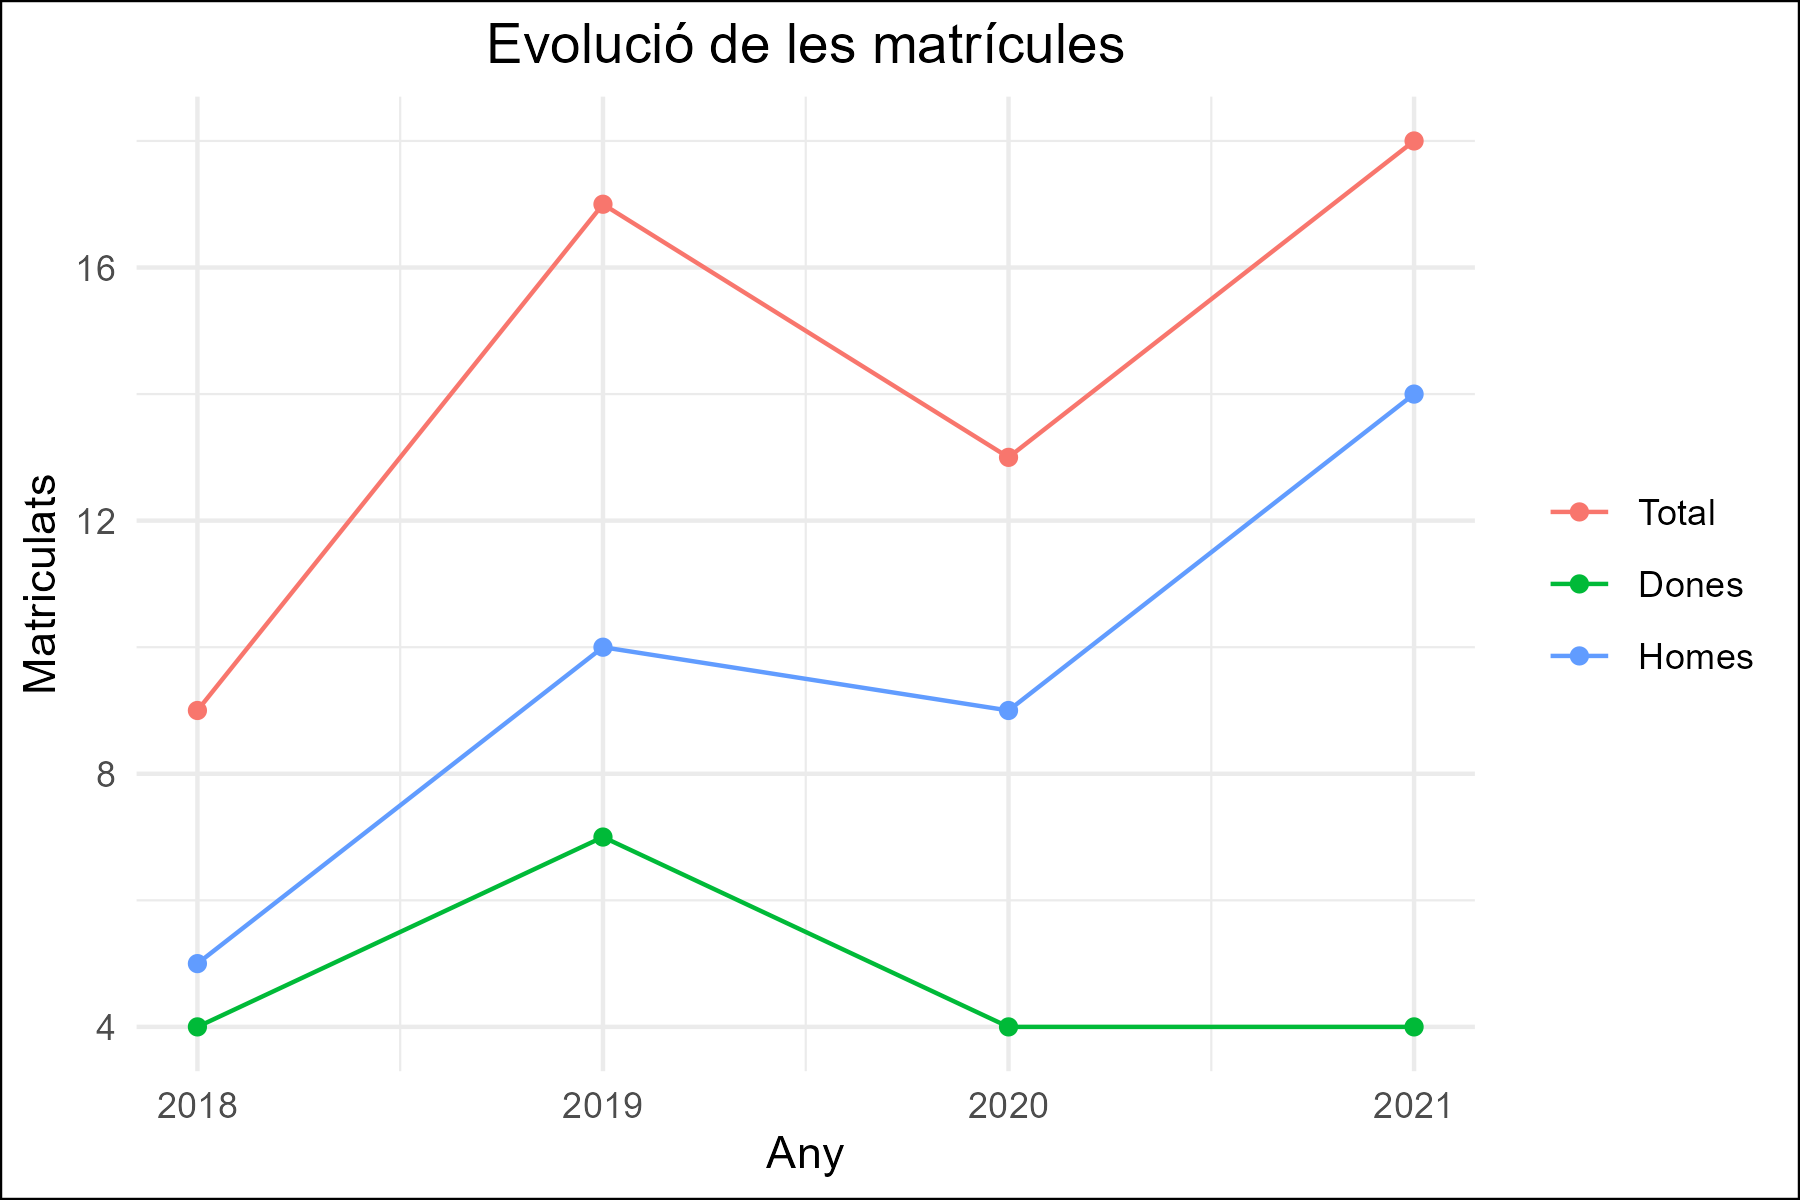 Evolució de les matrícules
Matriculats
16
12
8
4
2018 2019 2020 2021
Any
Total
Dones
Homes